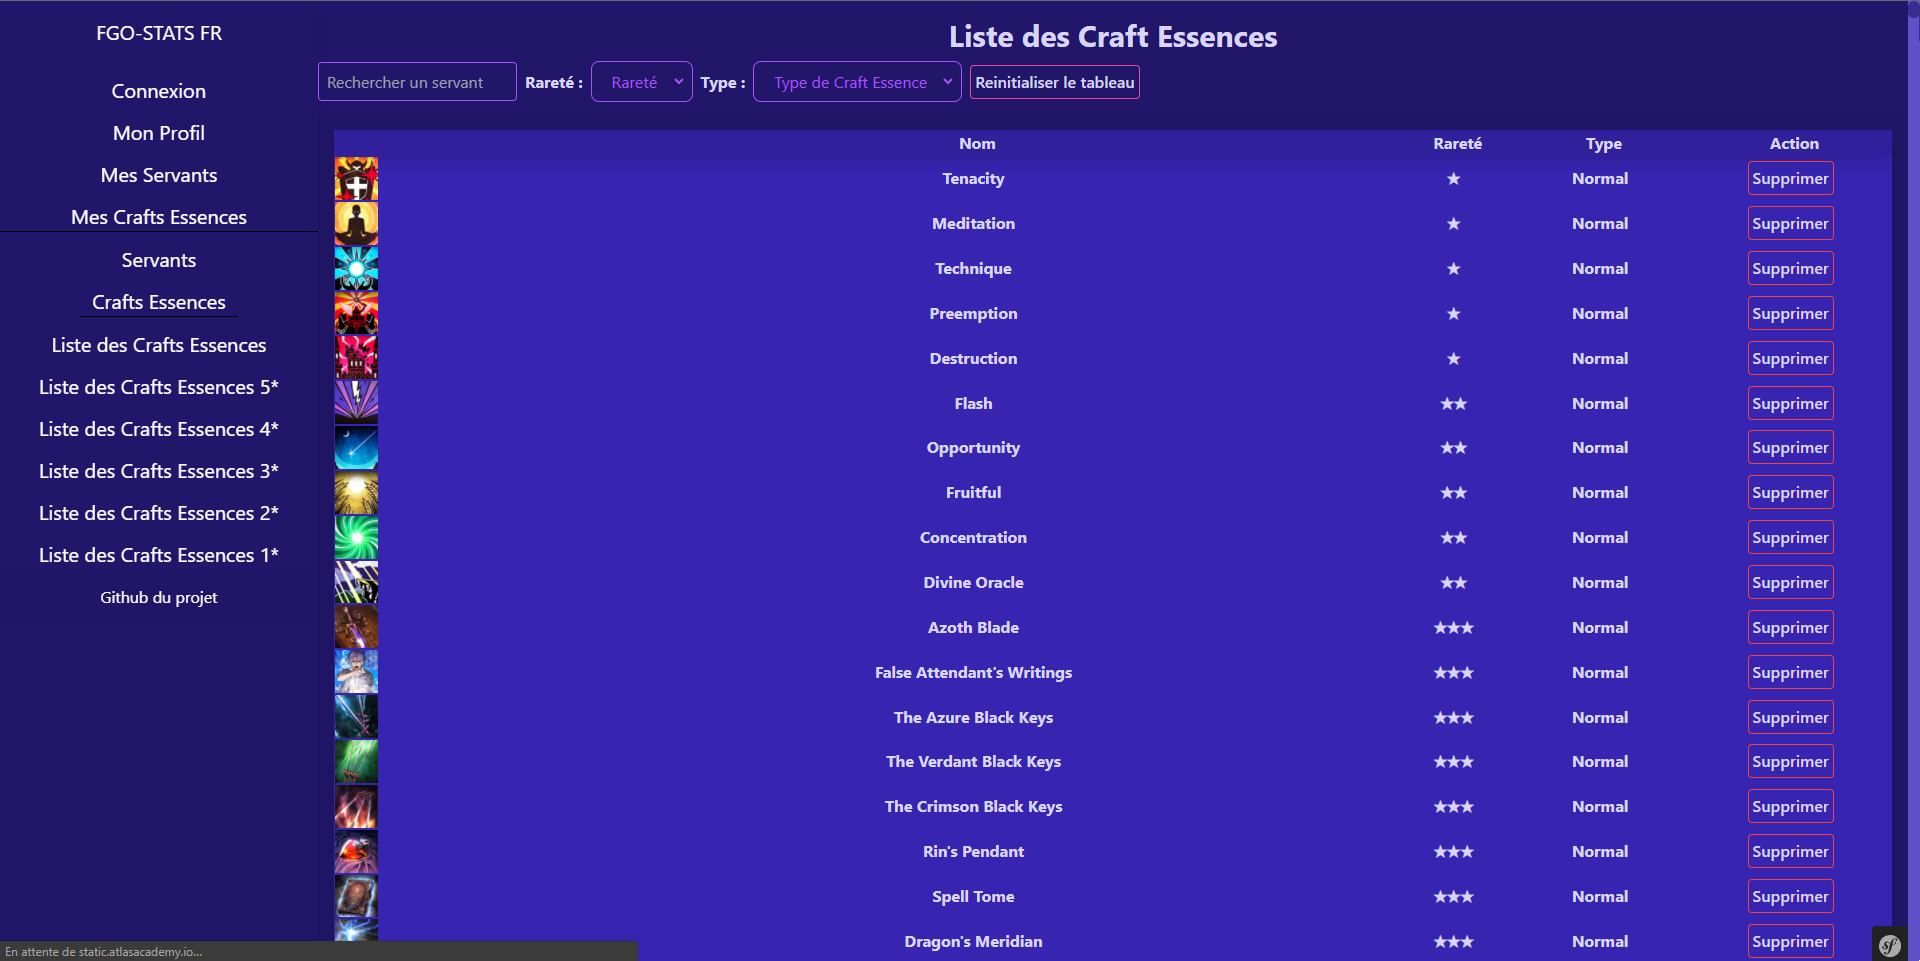 FGO-STATS FR
Connexion
Mon Profil
Mes Servants
Mes Crafts Essences
Servants
Crafts Essences
Liste des Crafts Essences
Liste des Crafts Essences 5*
Liste des Crafts Essences 4*
Liste des Crafts Essences 3*
Liste des Crafts Essences 2*
Liste des Crafts Essences 1*
Github du projet
Liste des Craft Essences
Rechercher un servant Rareté : Rareté Type : Type de Craft Essence Reinitialiser le tableau
Nom Rareté Type Action
Tenacity ★ Normal Supprimer
Meditation ★ Normal Supprimer
Technique ★ Normal Supprimer
Preemption ★ Normal Supprimer
Destruction ★ Normal Supprimer
Flash ★★ Normal Supprimer
Opportunity ★★ Normal Supprimer
Fruitful ★★ Normal Supprimer
Concentration ★★ Normal Supprimer
Divine Oracle ★★ Normal Supprimer
Azoth Blade ★★★ Normal Supprimer
False Attendant's Writings ★★★ Normal Supprimer
The Azure Black Keys ★★★ Normal Supprimer
The Verdant Black Keys ★★★ Normal Supprimer
The Crimson Black Keys ★★★ Normal Supprimer
Rin's Pendant ★★★ Normal Supprimer
Spell Tome ★★★ Normal Supprimer
Dragon's Meridian ★★★ Normal Supprimer
En attente de static.atlasacademy.io...
sf